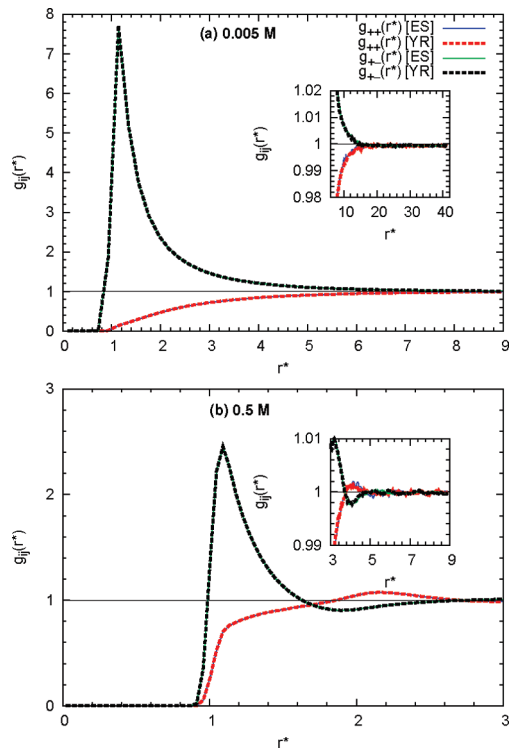 (a) 0.005 M
g++(r*) [ES]
g++(r*) [YR]
g+_(r*) [ES]
g+_(r*) [YR]
8
7
6
5
4
3
2
1
0
gij(r*)
1.02
1.01
1
0.99
0.98
gij(r*)
10 20 30 40
r*
0 1 2 3 4 5 6 7 8 9
r*
(b) 0.5 M
3
2
1
0
gij(r*)
1.01
1
0.99
gij(r*)
3 5 7 9
r*
0 1 2 3
r*